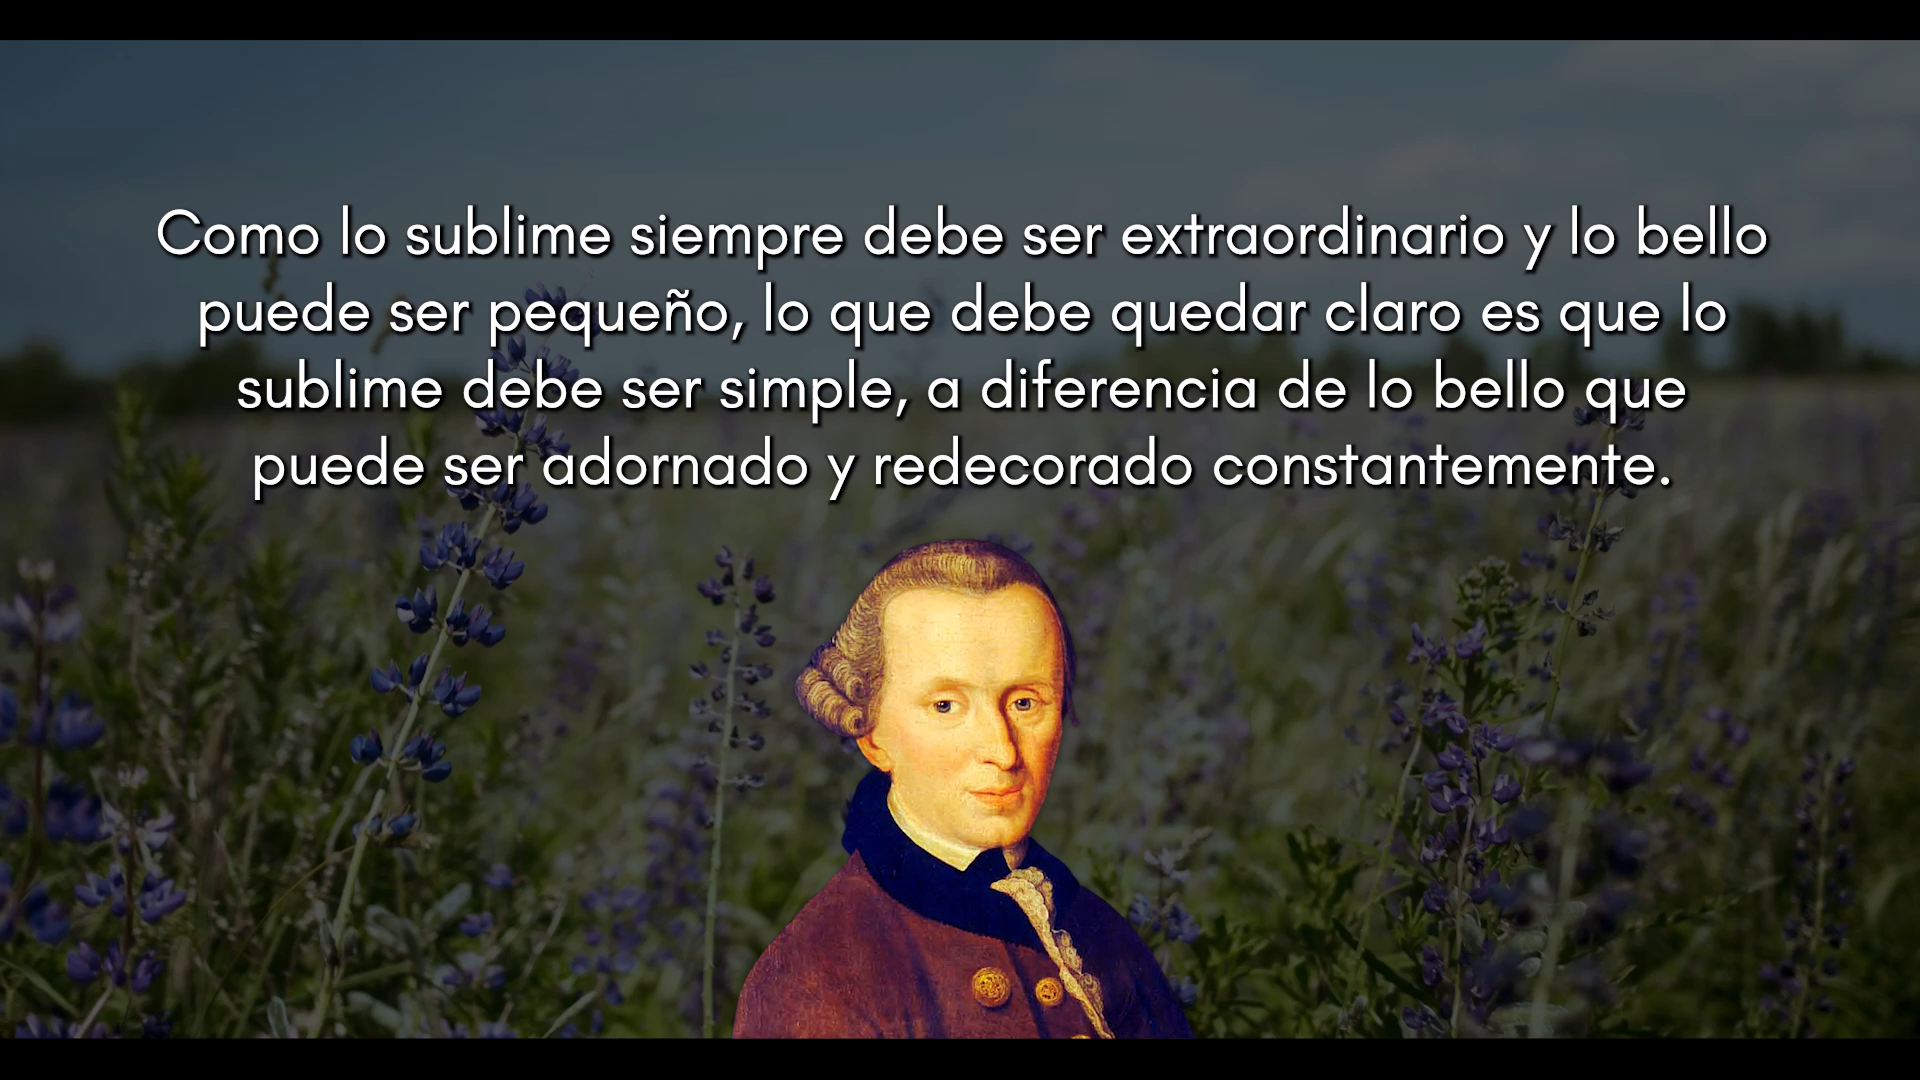 Como lo sublime siempre debe ser extraordinario y lo bello
puede ser pequeño, lo que debe quedar claro es que lo
sublime debe ser simple, a diferencia de lo bello que
puede ser adornado y redecorado constantemente.